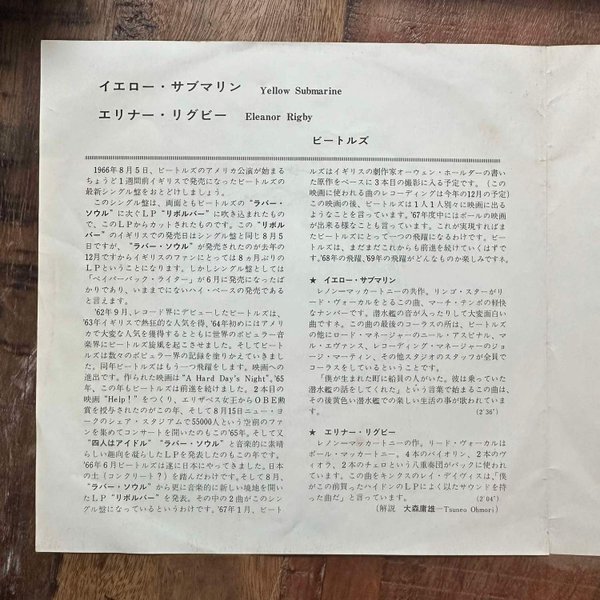 イエロー・サブマリン Yellow Submarine
エリナー・リグビー Eleanor Rigby
ビートルズ
1966年8月5日、ビートルズのアメリカ公演が始まる
ちょうど1週間前イギリスで発売になったビートルズの
最新シングル盤をおとどけしましょう。
このシングル盤は、両面ともビートルズの"ラバー・
ソウル"に次ぐLP"リボルバー"に吹き込まれたもの
で、このLPからカットされたものです。この"リボル
バー"のイギリスでの発売日はシングルと同じ8月5
日ですが、"ラバー・ソウル"が発売されたのが去年の
12月ですからイギリスのファンにとっては8ヵ月ぶりの
LPということになります。しかしシングル盤としては
「ペイパーバック・ライター」が6月に発売になったば
かりであり、いままでにないハイ・ペースの発売である
と言えます。
'62年9月、レコード界にデビューしたビートルズは、
'63年イギリスで熱狂的な人気を得、'64年初めにはアメリ
カで大変な人気を獲得するとともに世界のポピュラー音
楽界にビートルズ旋風を起こさせました。そしてビート
ルズは数々のポピュラー界の記録を塗りかえていきまし
た。同年ビートルズはもう一つ飛躍をします。映画への
進出です。作られた映画は"A Hard Day's Night"、'65
年、この年もビートルズは前進を続けました。2本目の
映画"Help!"をつくり、エリザベス女王からOBE勲
賞を授与されたのがこの年、そして8月15日ニュー・ヨー
クのシェア・スタジアムで55000人という空前のファ
ンを集めてコンサートを開いたのもこの'65年。そして又
"四人はアイドル""ラバー・ソウル"と音楽的に素晴
らしい趣向を凝らしたLPを発表したのもこの年です。
'66年6月ビートルズは遂に日本にやってきました。日本
の土(コンクリート?)を踏んだわけです。そして8月、
"ラバー・ソウル"から更に音楽的に新しい境地を開い
たLP"リボルバー"を発表。その中の2曲がこのシン
グル盤になっているというわけです。'67年1月、ビート
ルズはイギリスの劇作家オーウェン・ホールダーの書い
た原作をベースに3本目の撮影に入る予定です。(この
映画に使われる曲のレコーディングは今年の12月の予定)
この映画の後、ビートルズは1人1人別々に映画に出る
ようなことを言っています。'67年度中にはポールの映画
が出来る様なことも言っています。これが実現すればま
たビートルズにとって一つの飛躍になるわけです。ビー
トルズは、まだまだこれからも前進を続けていくはずで
す。'68年の飛躍、'69年の飛躍がどんなものか楽しみですネ。
★ イエロー・サブマリン
レノン—マッカートニーの共作。リンゴ・スターがリ
ード・ヴォーカルをとるこの曲、マーチ・テンポの軽快
なナンバーです。潜水艦の音が入ったりして大変面白
い曲ですネ。この曲の最後のコーラスの所は、ビートル
ズの他にロード・マネージャーのニール・アスピナル、マ
ル・エヴァンス、レコーディング・マネージャーのジョ
ージ・マーティン、その他スタジオのスタッフが全員で
コーラスをしているということです。
「僕が生まれた町に船員の人がいた。彼は乗っていた
潜水艦の話をしてくれた」という言葉で始まるこの曲は、
その後黄色い潜水艦での楽しい生活の事が歌われていま
す。 (2'36")
★ エリナー・リグビー
レノン—マッカートニーの作。リード・ヴォーカルは
ポール・マッカートニー。4本のバイオリン、2本のヴ
ィオラ、2本のチェロという八重奏団がバックに使われ
ています。この曲をキンクスのレイ・デイヴィスは、「僕
がこの前買ったハイドンのLPによく以たサウンドを持
った曲だ」と言っています。 (2'04")
(解説 大森庸雄—Tsuneo Ohmori)